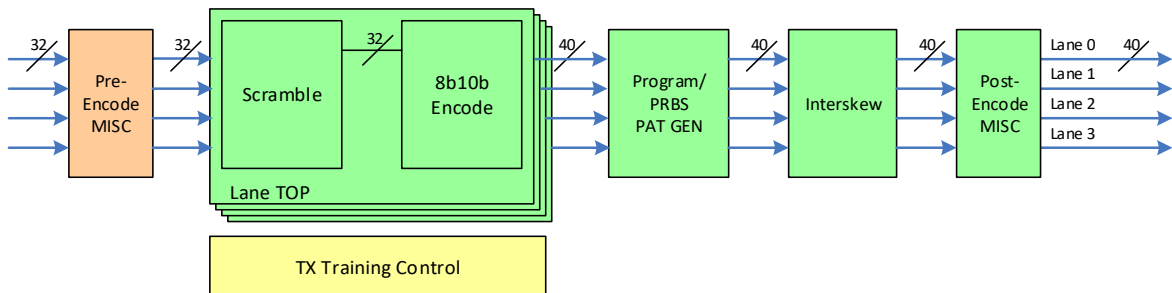 32
32
32
40
40
40
Lane 0
40
Pre-
Encode
MISC
Scramble
8b10b
Encode
Program/
PRBS
PAT GEN
Interskew
Post-
Encode
MISC
Lane 1
Lane 2
Lane 3
Lane TOP
TX Training Control